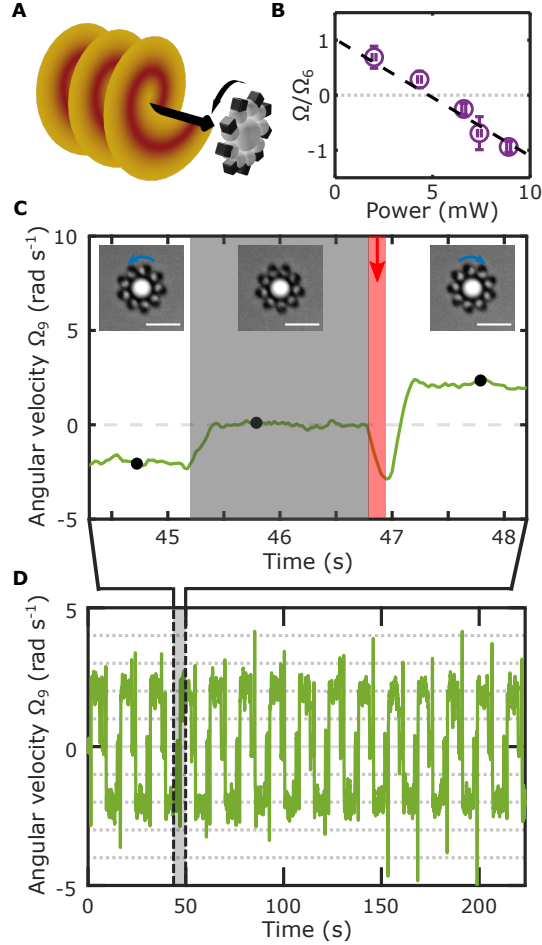 A
B
Ω/Ω6
1
0
-1
0
5
10
Power (mW)
C
Angular velocity Ω9 (rad s-1)
10
5
0
-5
45
46
47
48
Time (s)
D
Angular velocity Ω9 (rad s-1)
5
0
-5
0
50
100
150
200
Time (s)